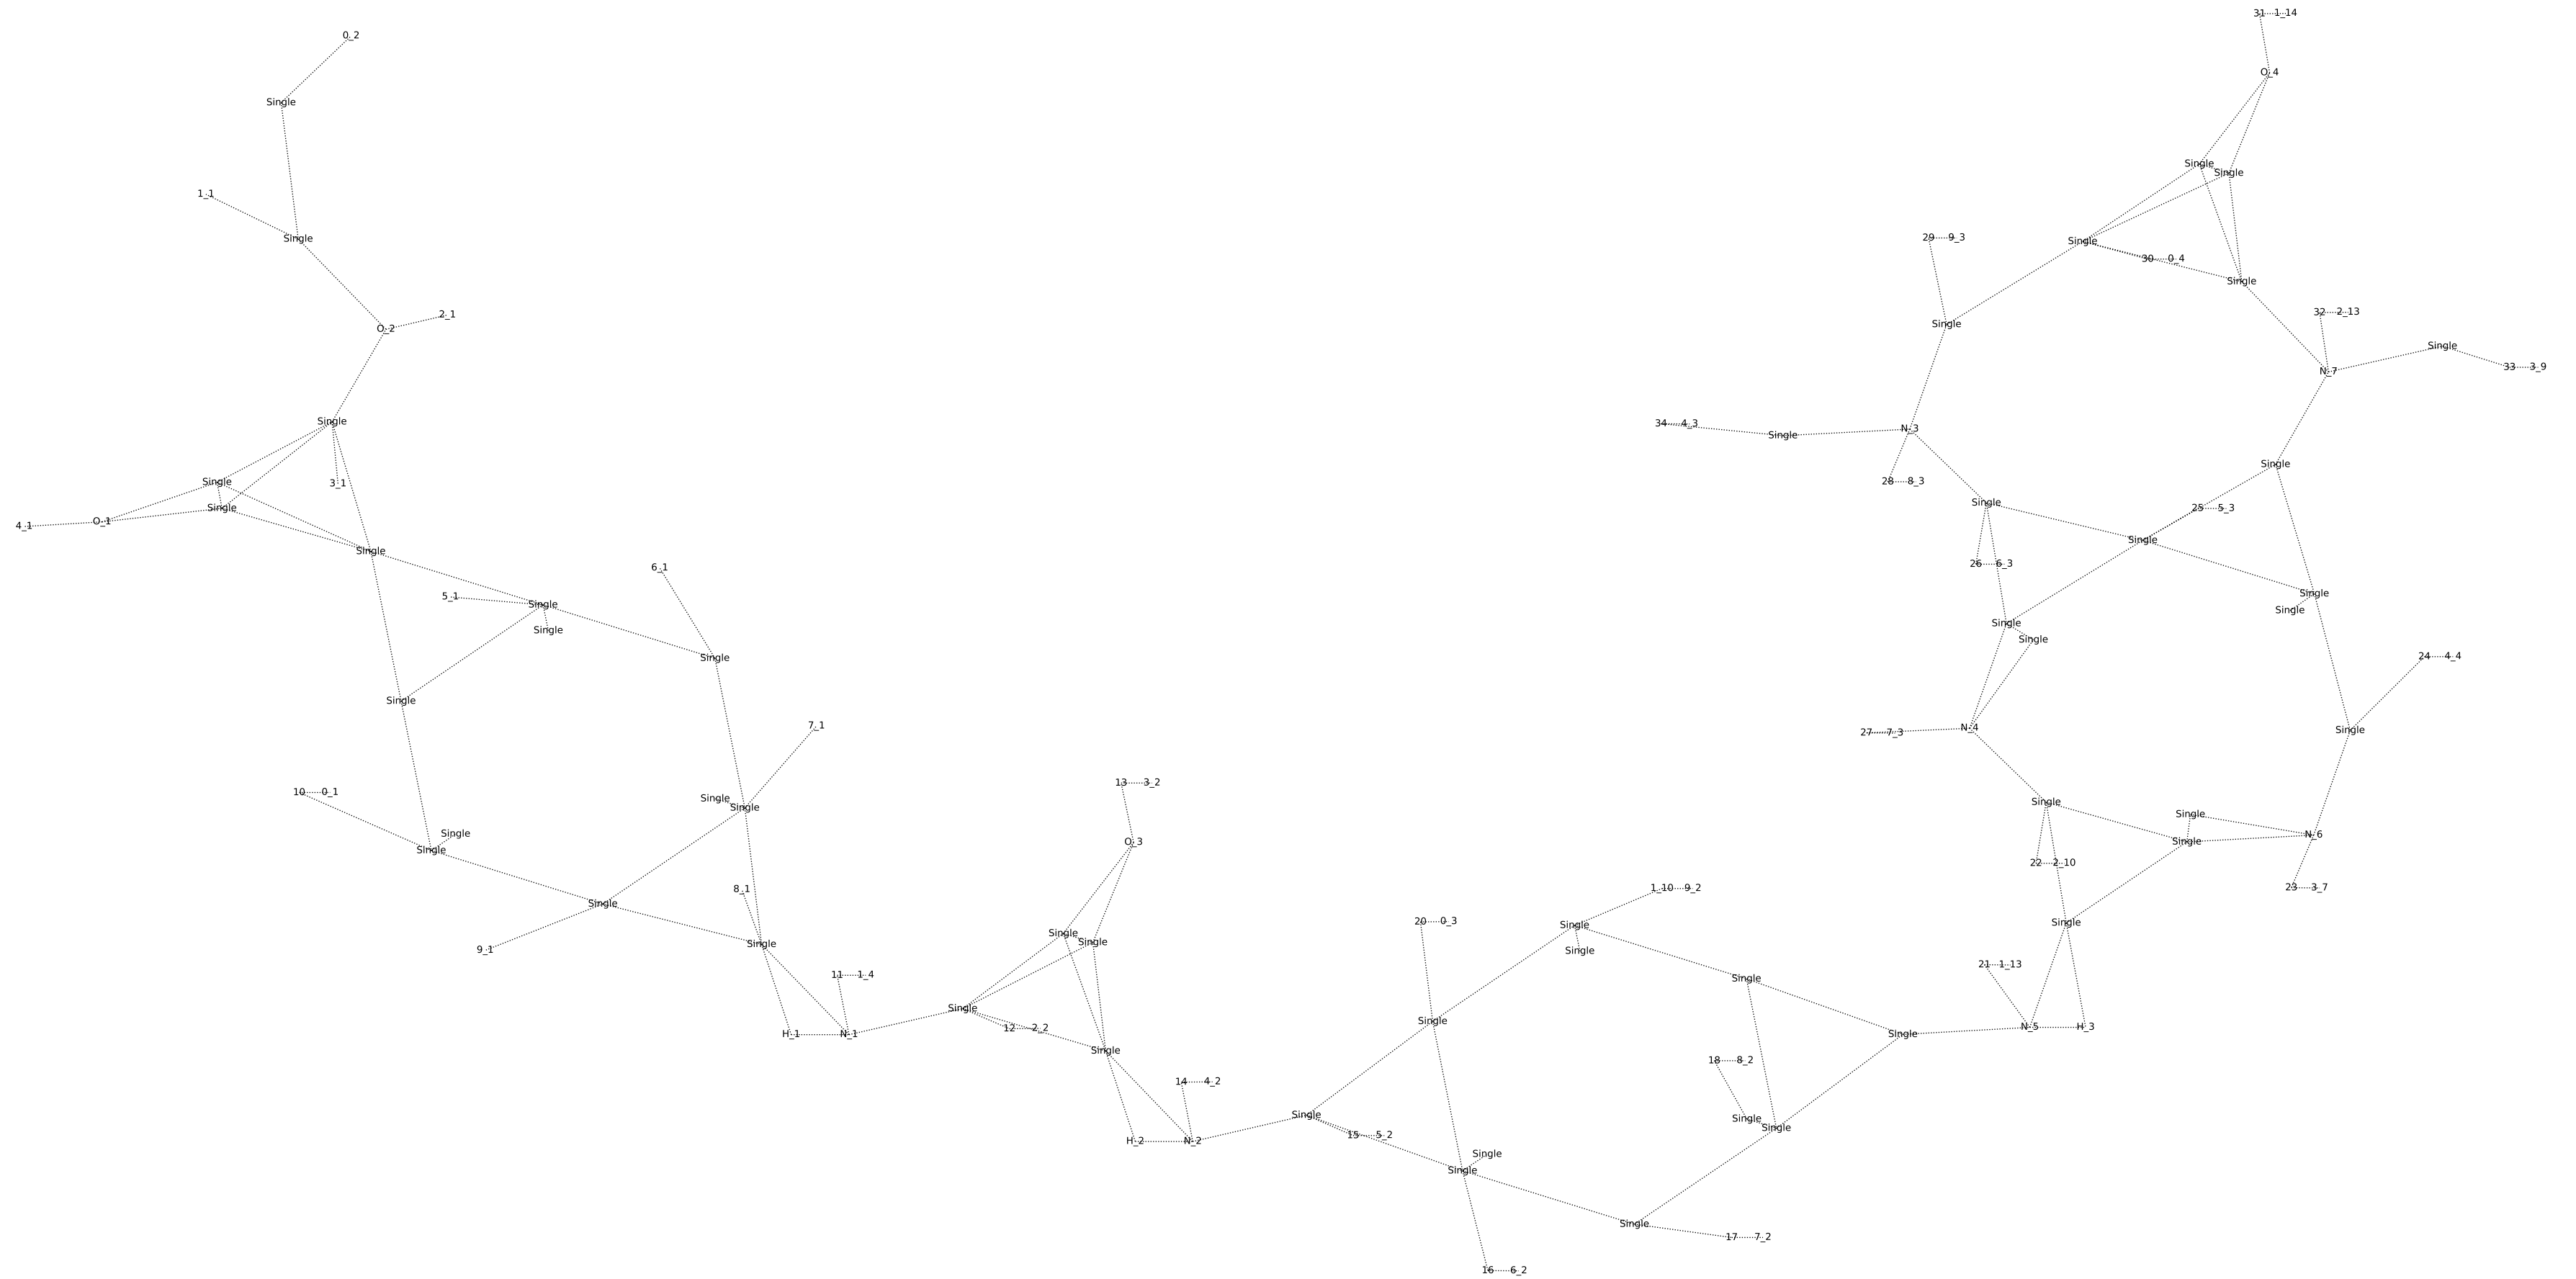 31 1_14
0_2
O_4
Single
Single
Single
1_1
Single
29 9_3
Single
30 0_4
Single
32 2_13
2_1
Single
O_2
Single
33 3_9
N_7
Single
34 4_3
N_3
Single
Single
28 8_3
Single
3_1
Single
Single
25 5_3
O_1
4_1
Single
Single
26 6_3
6_1
Single
5_1
Single
Single
Single
Single
Single
24 4_4
Single
Single
7_1
N_4
Single
27 7_3
13 3_2
10 0_1
Single
Single
Single
Single
Single
N_6
O_3
Single
Single
22 2_10
23 3_7
1_10 9_2
8_1
Single
20 0_3
Single
Single
Single
Single
Single
9_1
Single
21 1_13
11 1_4
Single
Single
Single
12 2_2
N_5 H_3
H_1 N_1
Single
Single
18 8_2
14 4_2
Single
Single
Single
15 5_2
H_2 N_2
Single
Single
Single
17 7_2
16 6_2